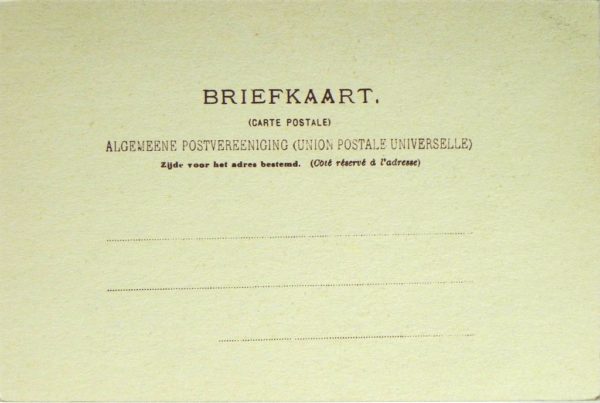 BRIEFKAART.
(CARTE POSTALE)
ALGEMEENE POSTVEREENIGING (UNION POSTALE UNIVERSELLE)
Zijde voor het adres bestemd. (Côté réservé à l'adresse)